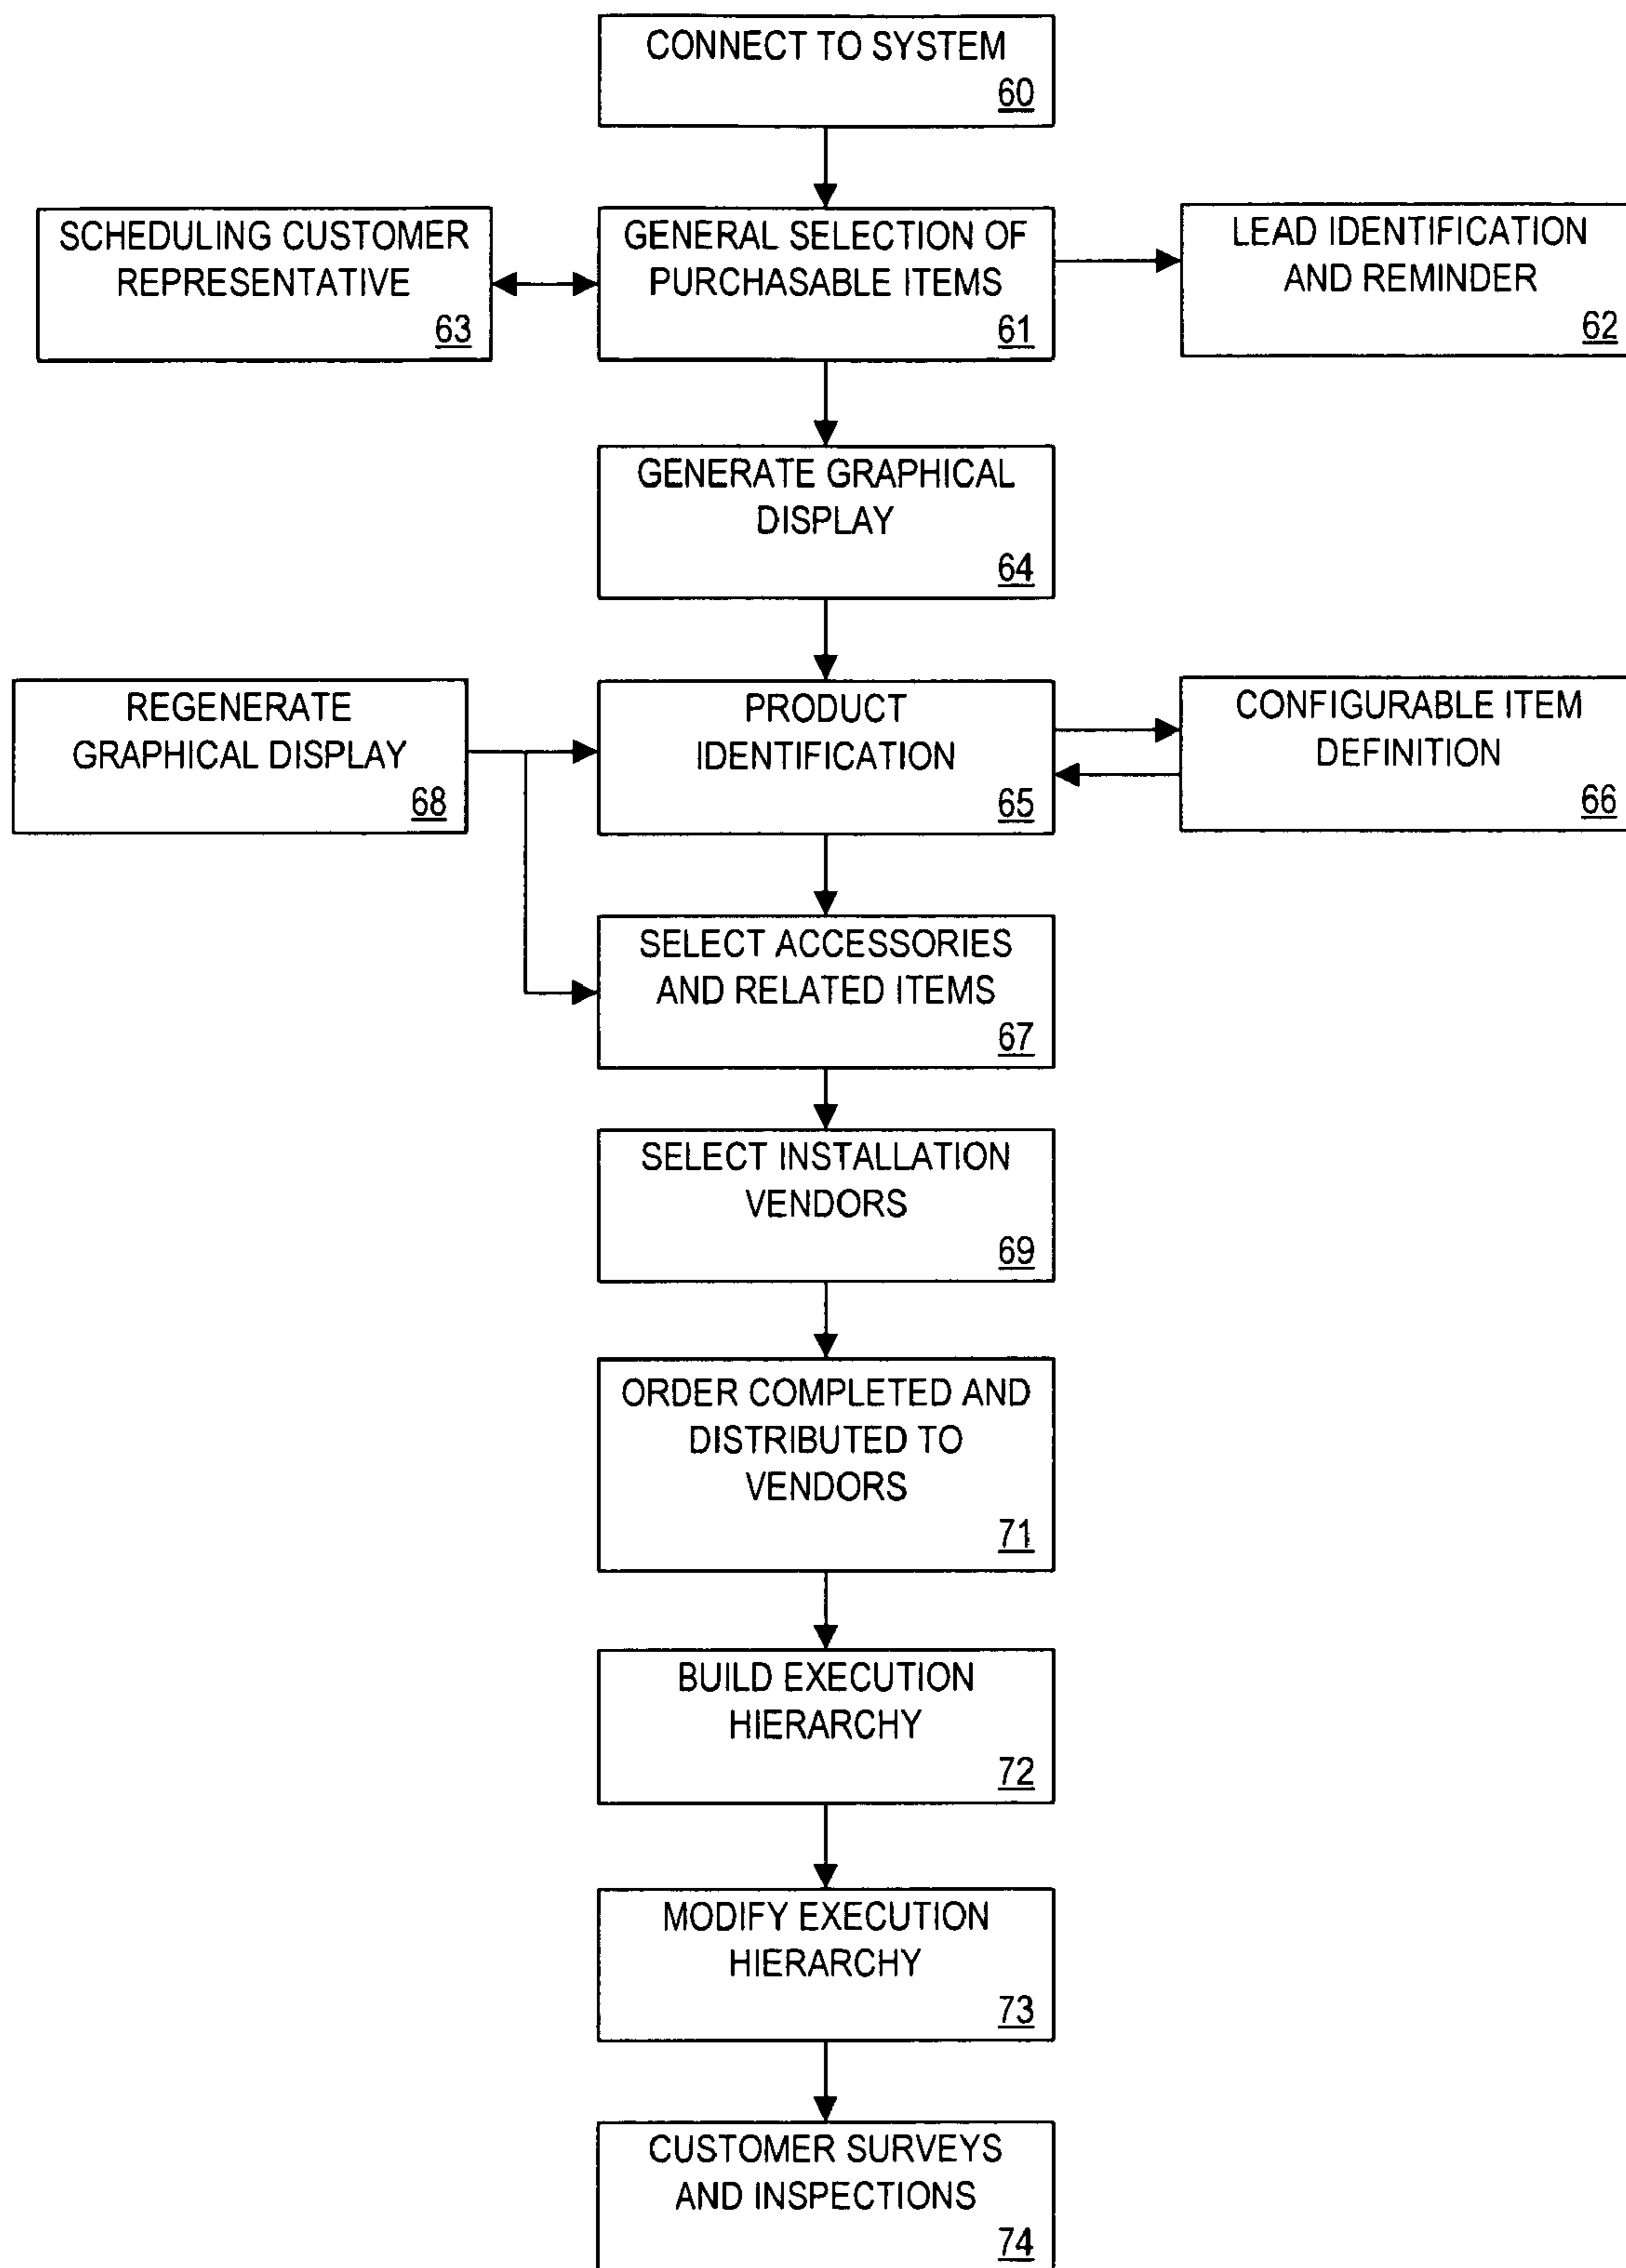 CONNECT TO SYSTEM
60
SCHEDULING CUSTOMER
REPRESENTATIVE
63
GENERAL SELECTION OF
PURCHASABLE ITEMS
61
LEAD IDENTIFICATION
AND REMINDER
62
GENERATE GRAPHICAL
DISPLAY
64
REGENERATE
GRAPHICAL DISPLAY
68
PRODUCT
IDENTIFICATION
65
CONFIGURABLE ITEM
DEFINITION
66
SELECT ACCESSORIES
AND RELATED ITEMS
67
SELECT INSTALLATION
VENDORS
69
ORDER COMPLETED AND
DISTRIBUTED TO
VENDORS
71
BUILD EXECUTION
HIERARCHY
72
MODIFY EXECUTION
HIERARCHY
73
CUSTOMER SURVEYS
AND INSPECTIONS
74